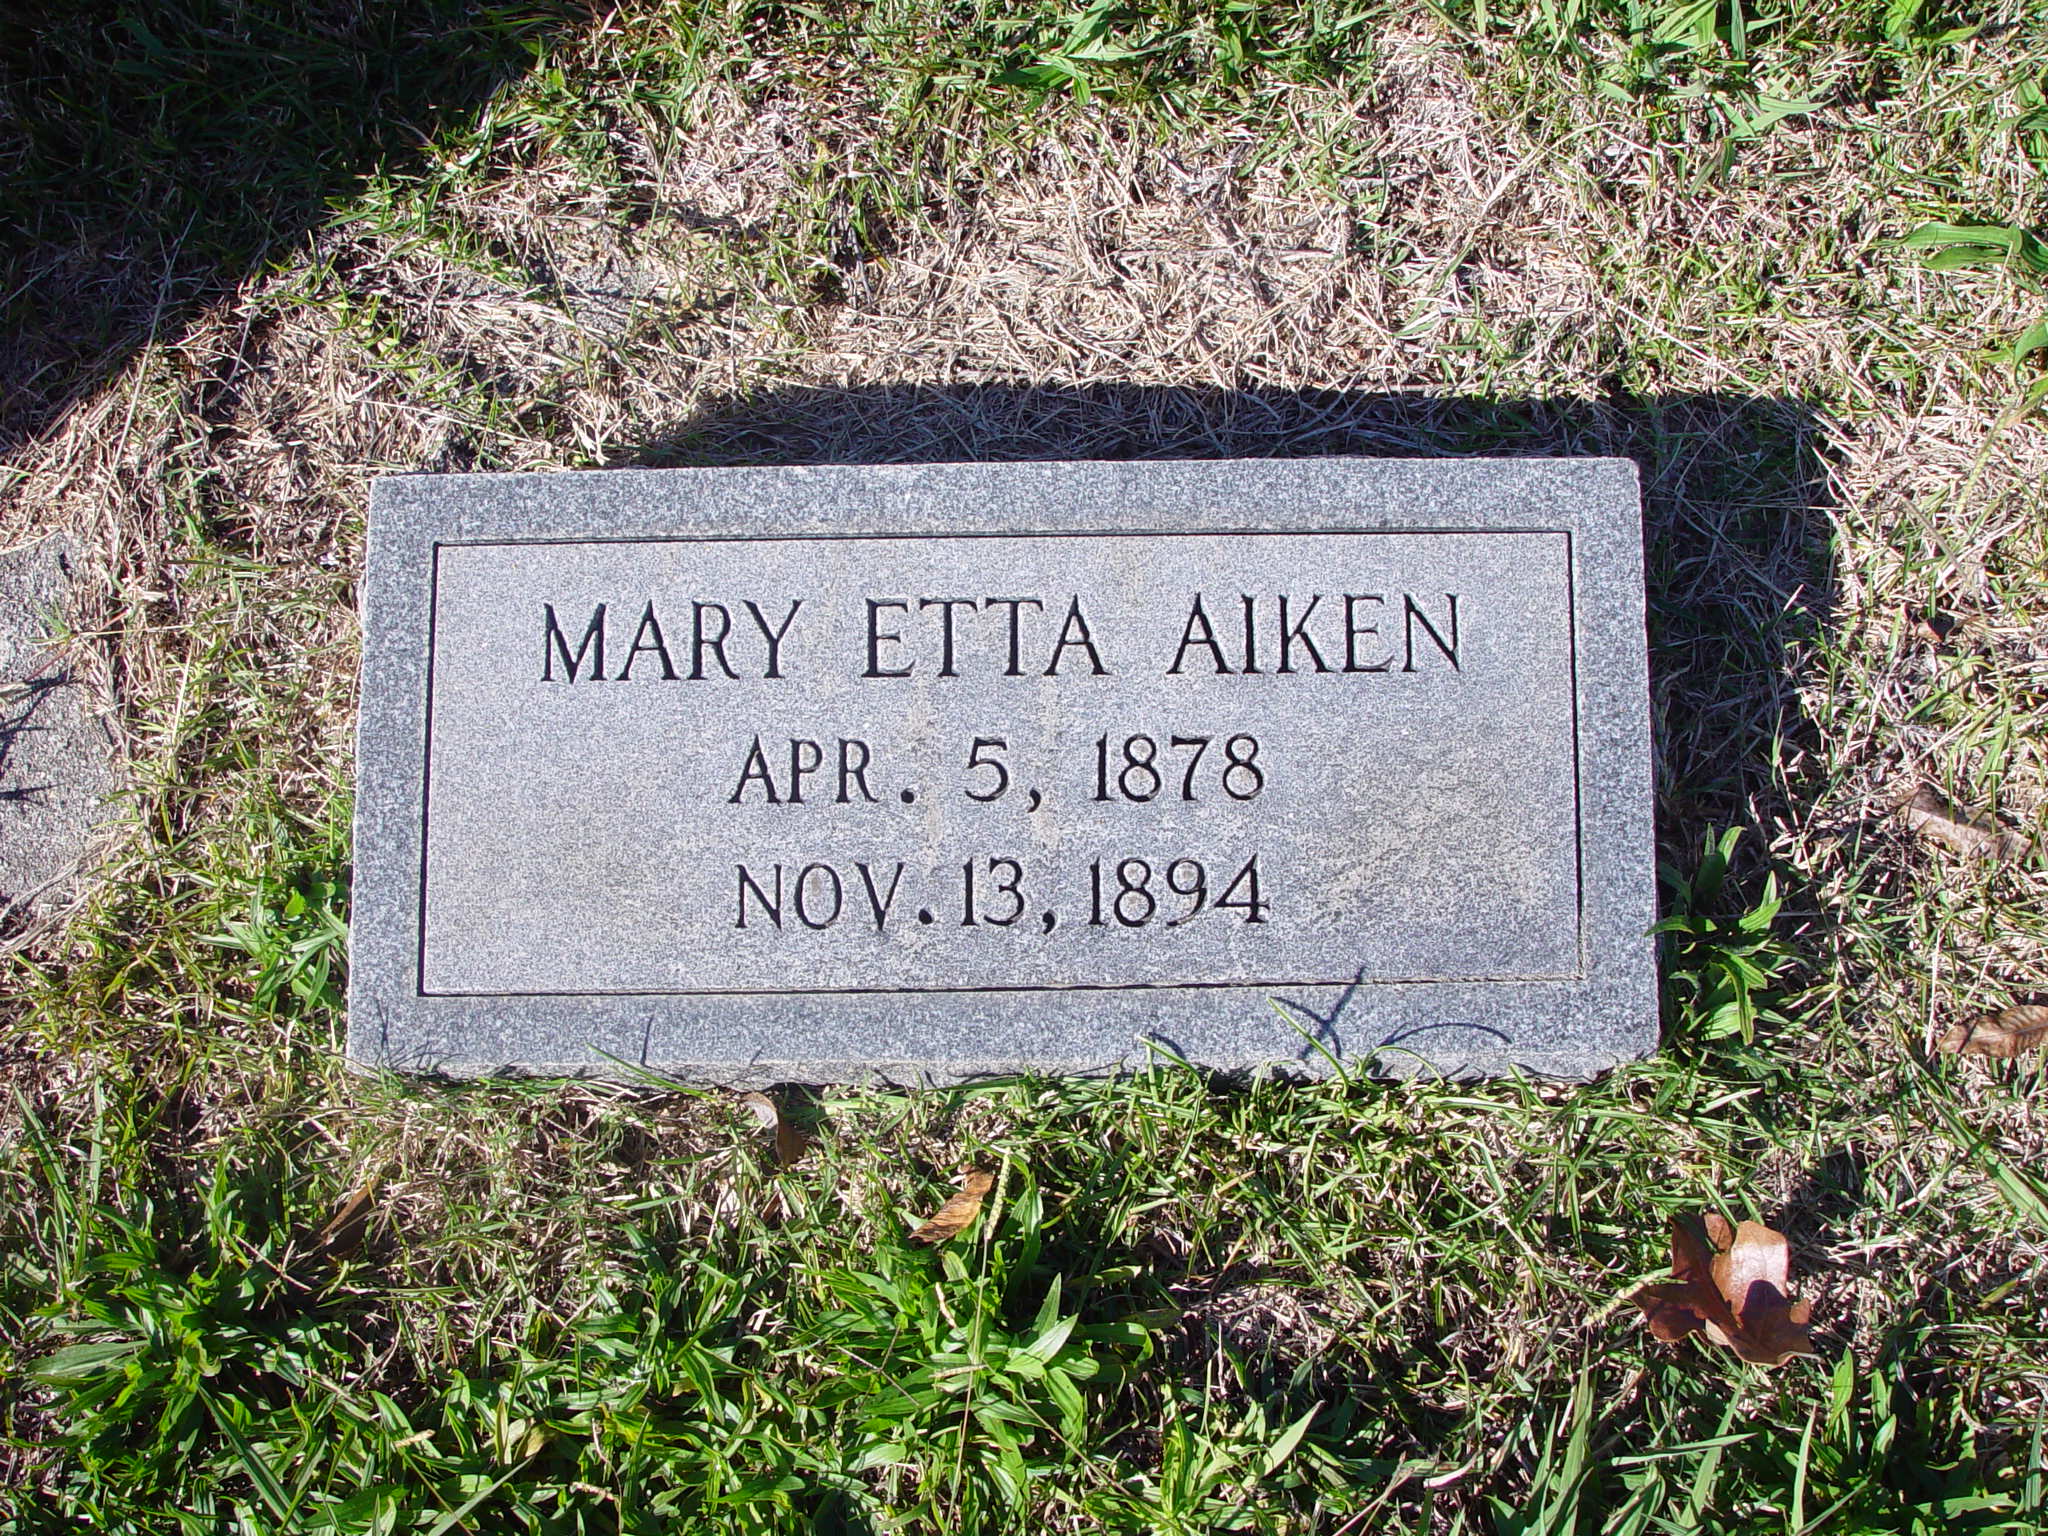 MARY ETTA AIKEN
APR. 5, 1878
NOV. 13, 1894